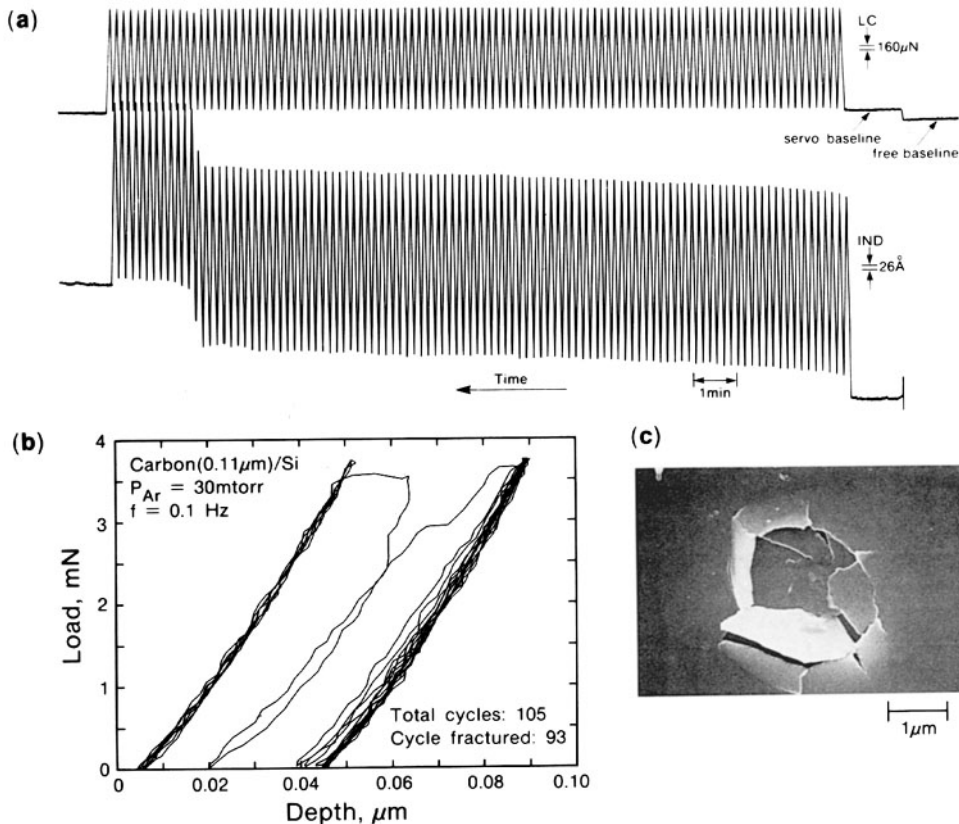 (a)
LC
160μN
servo baseline
free baseline
IND
26Å
Time
1min
(b)
4
3
2
1
0
Load, mN
Carbon(0.11μm)/Si
P_Ar = 30mtorr
f = 0.1 Hz
Total cycles: 105
Cycle fractured: 93
0 0.02 0.04 0.06 0.08 0.10
Depth, μm
(c)
1μm